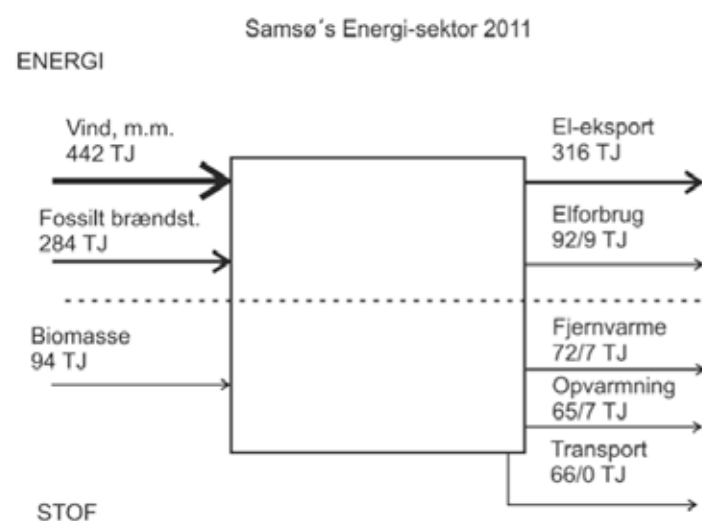 Samsø´s Energi-sektor 2011
ENERGI
Vind, m.m.
442 TJ
Fossilt brændst.
284 TJ
Biomasse
94 TJ
El-eksport
316 TJ
Elforbrug
92/9 TJ
Fjernvarme
72/7 TJ
Opvarmning
65/7 TJ
Transport
66/0 TJ
STOF